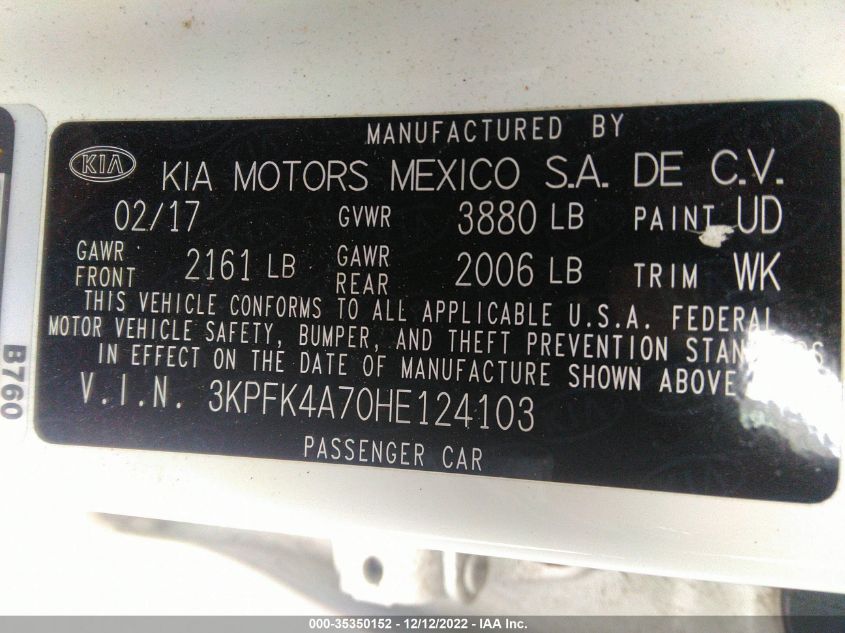 MANUFACTURED BY
KIA KIA MOTORS MEXICO S.A. DE C.V.
02/17 GVWR 3880 LB PAINT UD
GAWR FRONT 2161 LB GAWR REAR 2006 LB TRIM WK
THIS VEHICLE CONFORMS TO ALL APPLICABLE U.S.A. FEDERAL
MOTOR VEHICLE SAFETY, BUMPER, AND THEFT PREVENTION
IN EFFECT ON THE DATE OF MANUFACTURE SHOWN ABOVE
V.I.N. 3KPFK4A70HE124103
PASSENGER CAR
B760
000-35350152 - 12/12/2022 - IAA Inc.